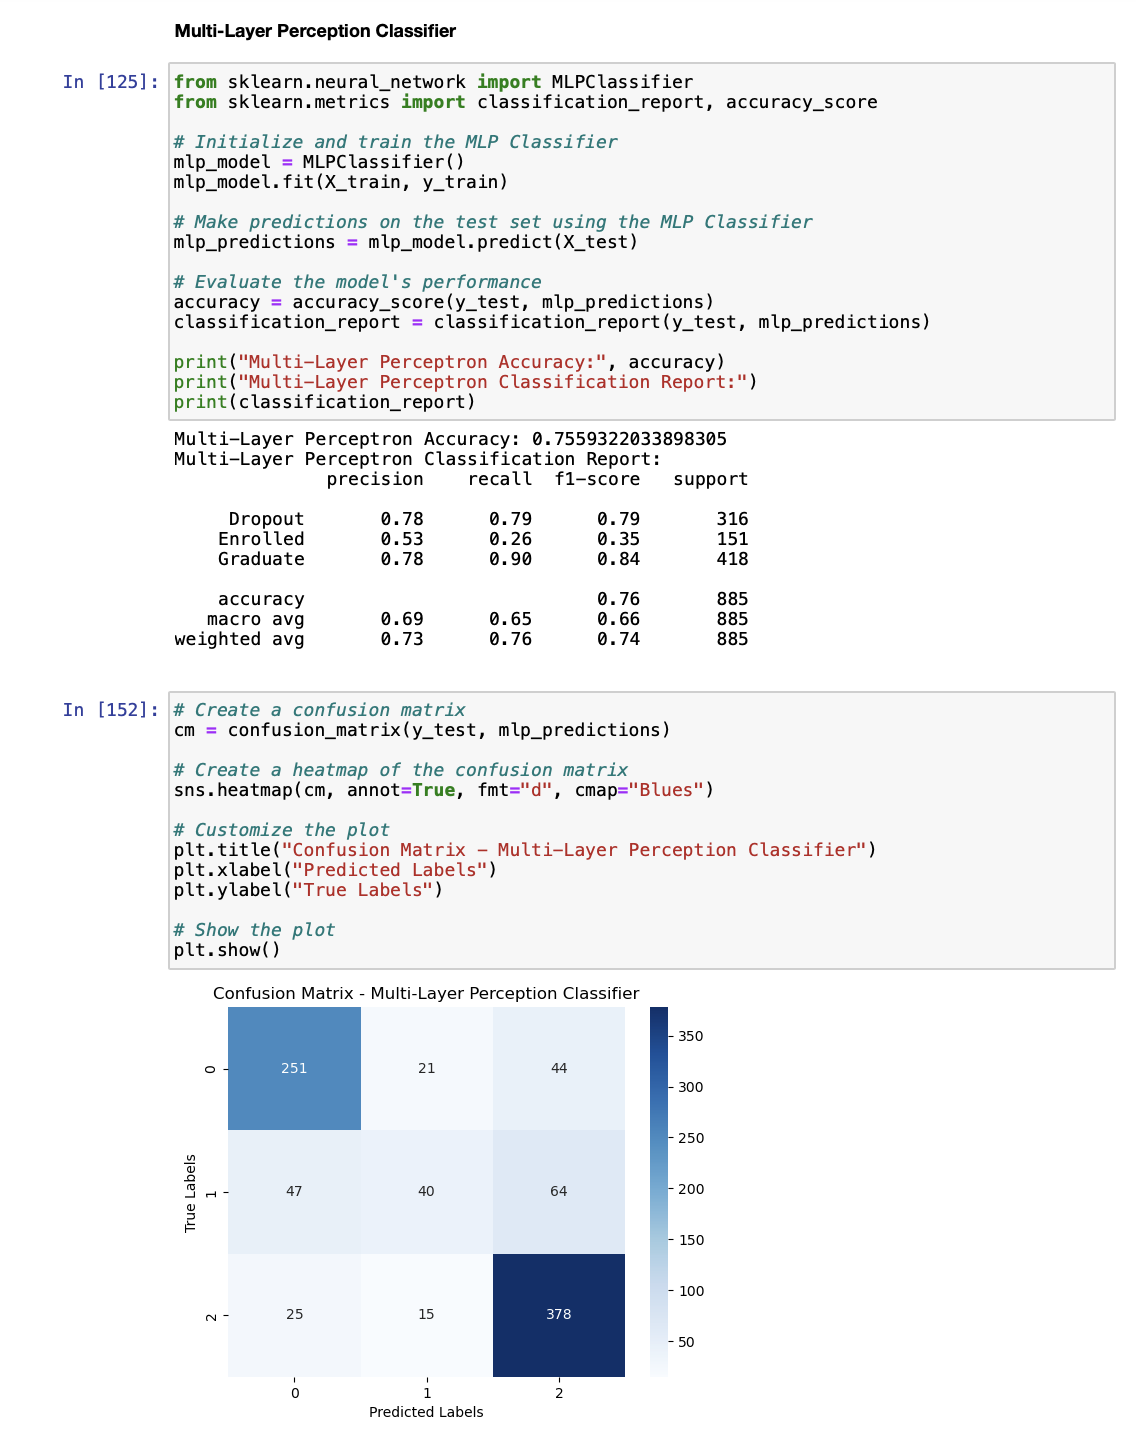 Multi-Layer Perception Classifier
In [125]:
from sklearn.neural_network import MLPClassifier
from sklearn.metrics import classification_report, accuracy_score

# Initialize and train the MLP Classifier
mlp_model = MLPClassifier()
mlp_model.fit(X_train, y_train)

# Make predictions on the test set using the MLP Classifier
mlp_predictions = mlp_model.predict(X_test)

# Evaluate the model's performance
accuracy = accuracy_score(y_test, mlp_predictions)
classification_report = classification_report(y_test, mlp_predictions)

print("Multi-Layer Perceptron Accuracy:", accuracy)
print("Multi-Layer Perceptron Classification Report:")
print(classification_report)
Multi-Layer Perceptron Accuracy: 0.7559322033898305
Multi-Layer Perceptron Classification Report:
              precision    recall  f1-score   support

     Dropout       0.78      0.79      0.79       316
    Enrolled       0.53      0.26      0.35       151
    Graduate       0.78      0.90      0.84       418

    accuracy                           0.76       885
   macro avg       0.69      0.65      0.66       885
weighted avg       0.73      0.76      0.74       885

In [152]:
# Create a confusion matrix
cm = confusion_matrix(y_test, mlp_predictions)

# Create a heatmap of the confusion matrix
sns.heatmap(cm, annot=True, fmt="d", cmap="Blues")

# Customize the plot
plt.title("Confusion Matrix - Multi-Layer Perception Classifier")
plt.xlabel("Predicted Labels")
plt.ylabel("True Labels")

# Show the plot
plt.show()
Confusion Matrix - Multi-Layer Perception Classifier
True Labels
0 251 21 44
1 47 40 64
2 25 15 378
0 1 2
Predicted Labels
350
300
250
200
150
100
50